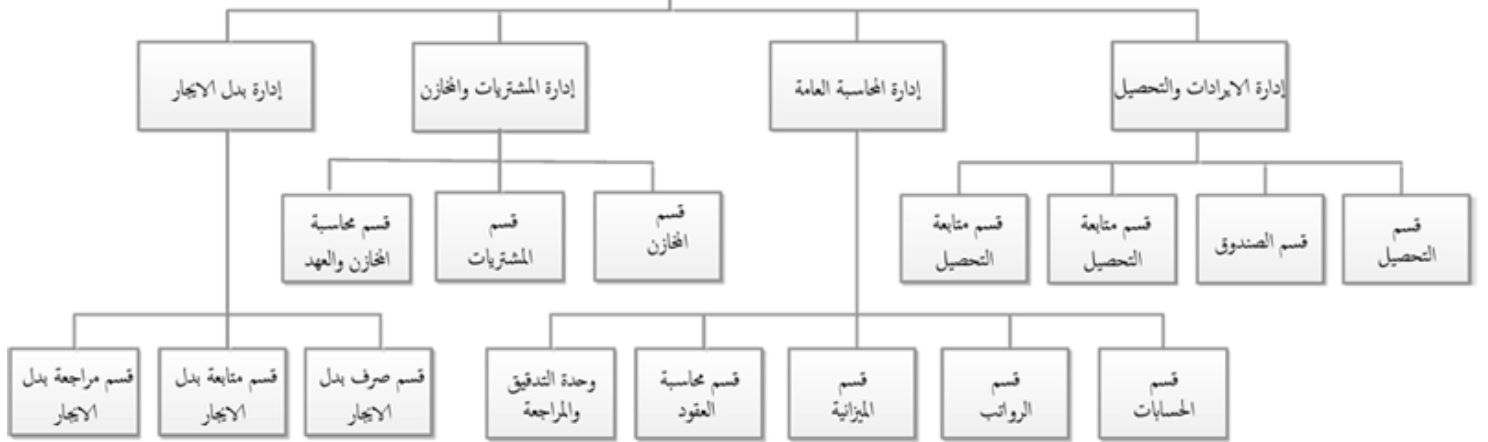 إدارة الايرادات والتحصيل
إدارة المحاسبة العامة
إدارة المشتريات والمخازن
إدارة بدل الايجار
قسم
التحصيل
قسم الصندوق
قسم متابعة
التحصيل
قسم متابعة
التحصيل
قسم
المخازن
قسم
المشتريات
قسم محاسبة
المخازن والعهد
قسم
الحسابات
قسم
الرواتب
قسم
الميزانية
قسم محاسبة
العقود
وحدة التدقيق
والمراجعة
قسم صرف بدل
الايجار
قسم متابعة بدل
الايجار
قسم مراجعة بدل
الايجار